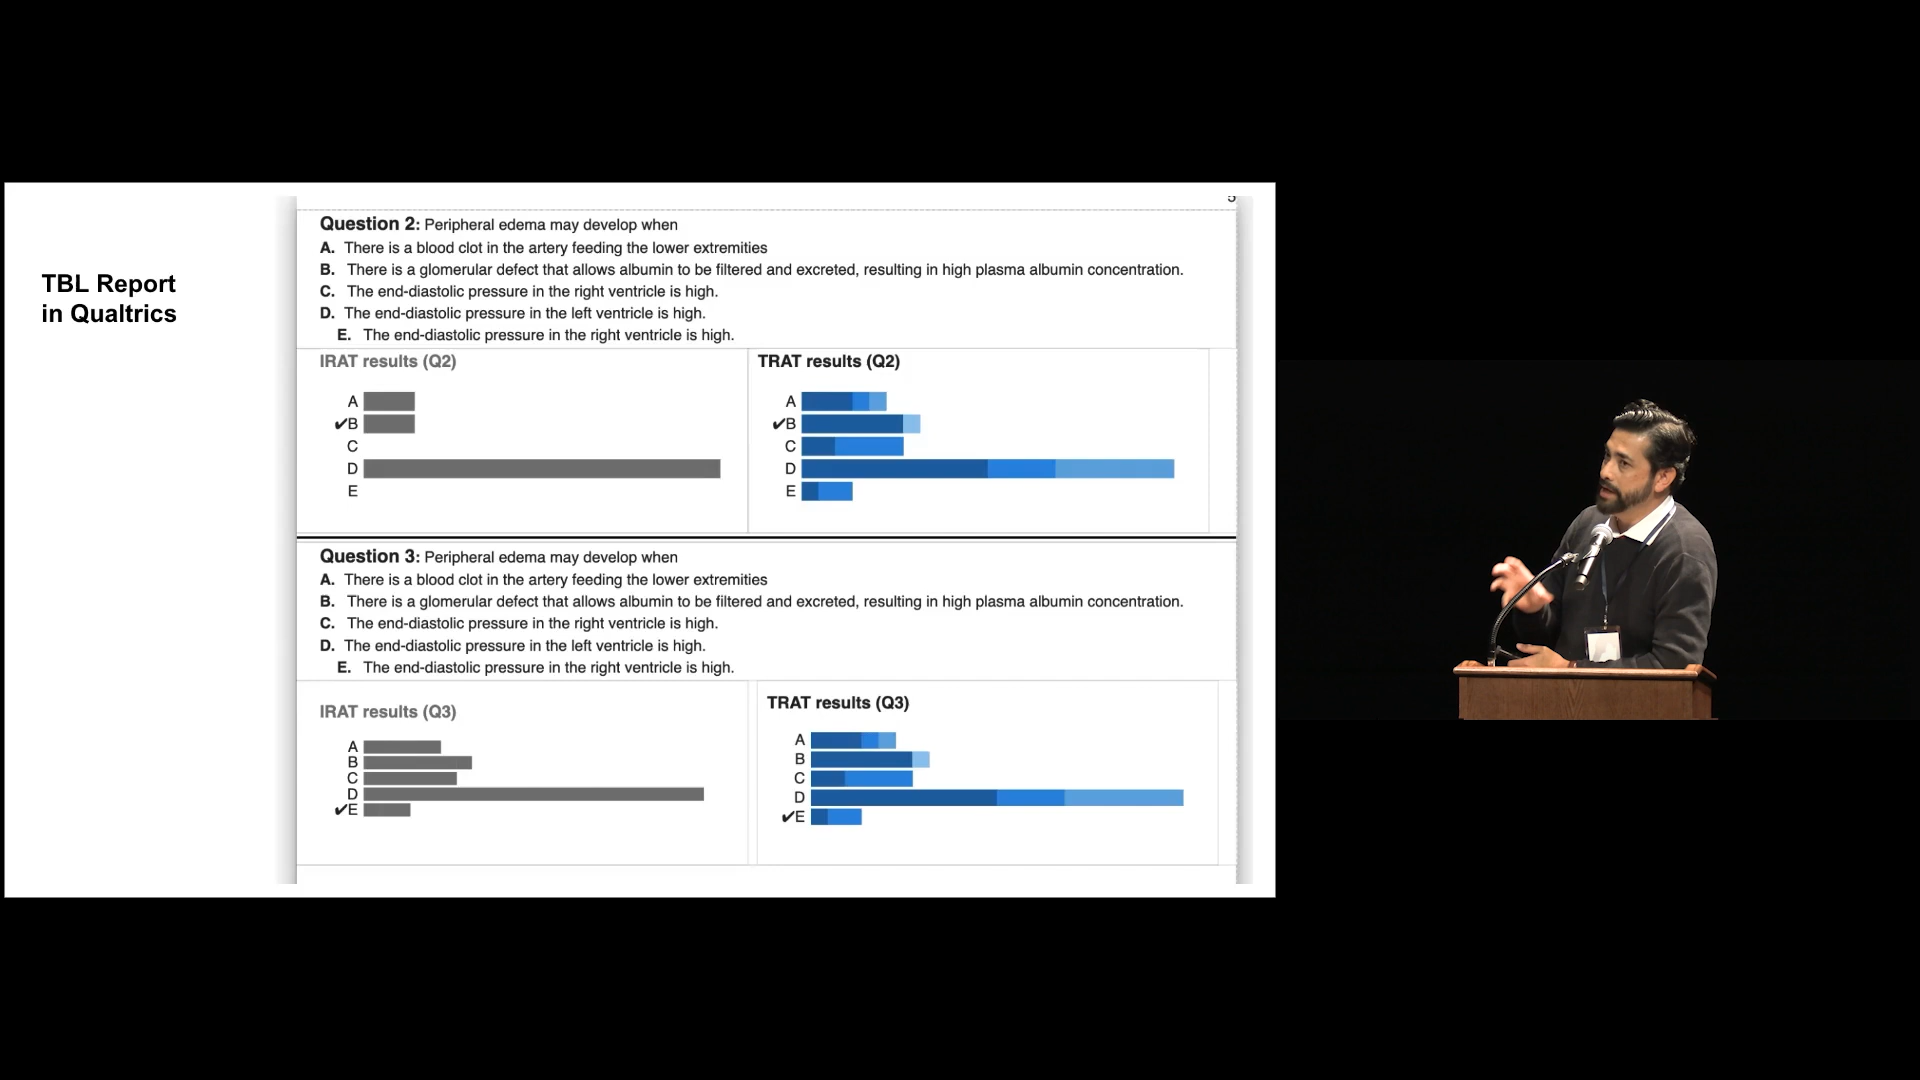 TBL Report
in Qualtrics
5
Question 2: Peripheral edema may develop when
A. There is a blood clot in the artery feeding the lower extremities
B. There is a glomerular defect that allows albumin to be filtered and excreted, resulting in high plasma albumin concentration.
C. The end-diastolic pressure in the right ventricle is high.
D. The end-diastolic pressure in the left ventricle is high.
E. The end-diastolic pressure in the right ventricle is high.
IRAT results (Q2)
A
✔B
C
D
E
TRAT results (Q2)
A
✔B
C
D
E
Question 3: Peripheral edema may develop when
A. There is a blood clot in the artery feeding the lower extremities
B. There is a glomerular defect that allows albumin to be filtered and excreted, resulting in high plasma albumin concentration.
C. The end-diastolic pressure in the right ventricle is high.
D. The end-diastolic pressure in the left ventricle is high.
E. The end-diastolic pressure in the right ventricle is high.
IRAT results (Q3)
A
B
C
D
✔E
TRAT results (Q3)
A
B
C
D
✔E